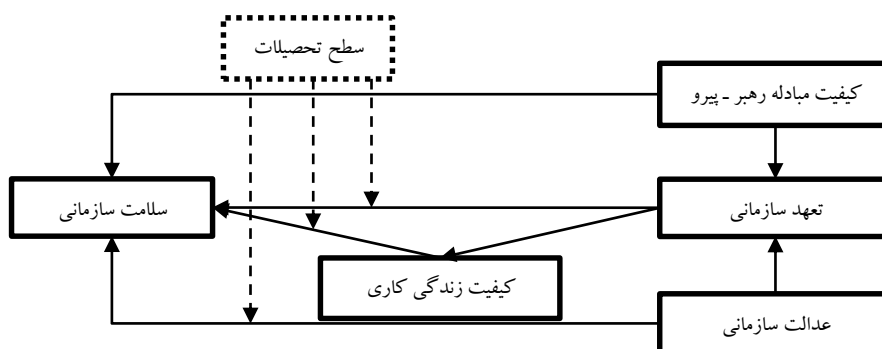 سطح تحصیلات
کیفیت مبادله رهبر ـ پیرو
تعهد سازمانی
سلامت سازمانی
کیفیت زندگی کاری
عدالت سازمانی